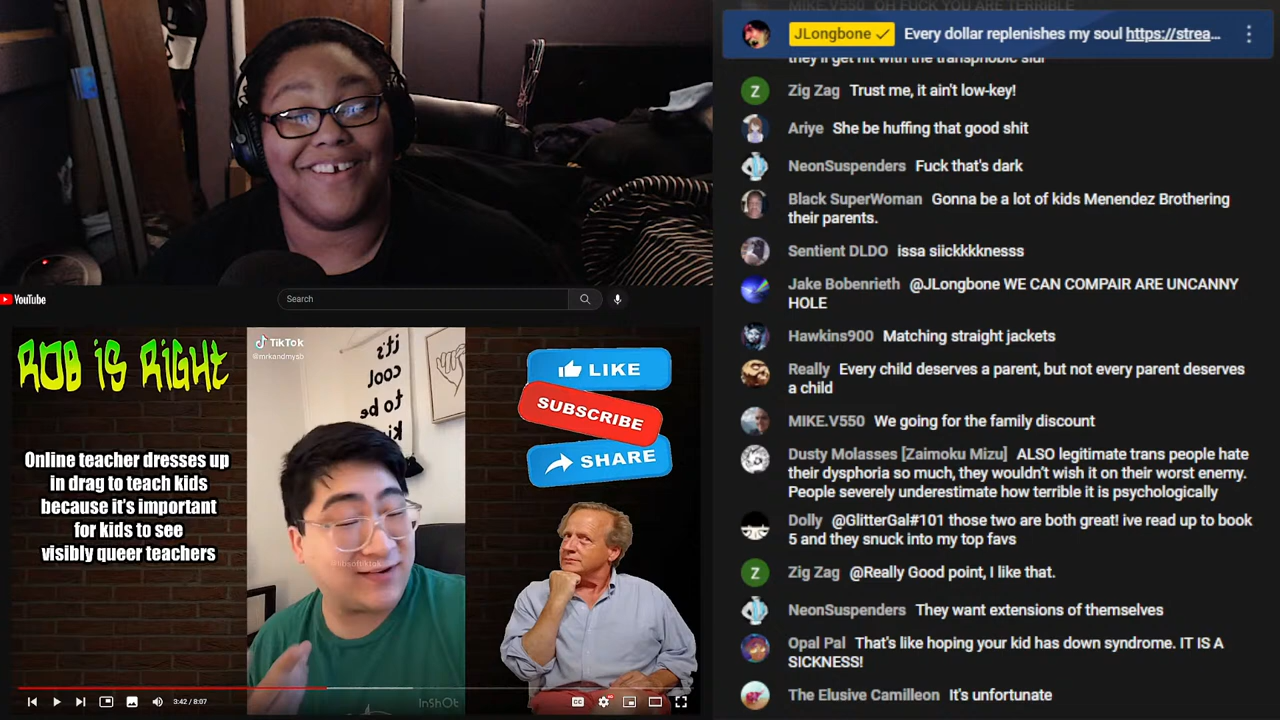 MIKE.V550 OH FUCK YOU ARE TERRIBLE
JLongbone Every dollar replenishes my soul https://strea...
they'll get hit with the transphobic slur
Zig Zag Trust me, it ain't low-key!
Ariye She be huffing that good shit
NeonSuspenders Fuck that's dark
Black SuperWoman Gonna be a lot of kids Menendez Brothering
their parents.
Sentient DLDO issa siickkkknesss
Jake Bobenrieth @JLongbone WE CAN COMPAIR ARE UNCANNY
HOLE
Hawkins900 Matching straight jackets
Really Every child deserves a parent, but not every parent deserves
a child
MIKE.V550 We going for the family discount
Dusty Molasses [Zaimoku Mizu] ALSO legitimate trans people hate
their dysphoria so much, they wouldn't wish it on their worst enemy.
People severely underestimate how terrible it is psychologically
Dolly @GlitterGal#101 those two are both great! ive read up to book
5 and they snuck into my top favs
Zig Zag @Really Good point, I like that.
NeonSuspenders They want extensions of themselves
Opal Pal That's like hoping your kid has down syndrome. IT IS A
SICKNESS!
The Elusive Camilleon It's unfortunate
YouTube
Search
ROB iS RiGHT
Online teacher dresses up
in drag to teach kids
because it's important
for kids to see
visibly queer teachers
TikTok
@mrkandmysb
it's
cool
to be
LIKE
SUBSCRIBE
SHARE
@libsoftiktok
InShOt
3:42 / 8:07
Z
Z
CC